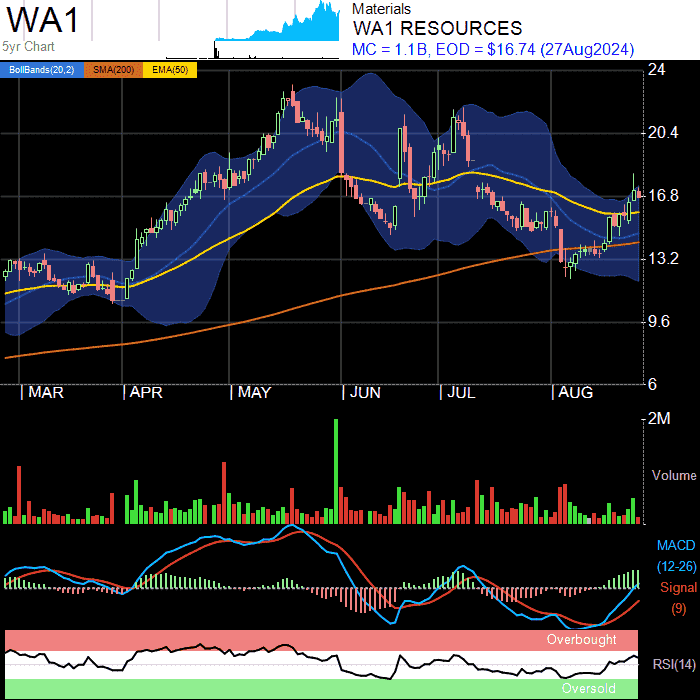 WA1
5yr Chart
Materials
WA1 RESOURCES
MC = 1.1B, EOD = $16.74 (27Aug2024)
BollBands(20,2) SMA(200) EMA(50)
24
20.4
16.8
13.2
9.6
6
MAR APR MAY JUN JUL AUG
2M
Volume
MACD
(12-26)
Signal
(9)
Overbought
RSI(14)
Oversold